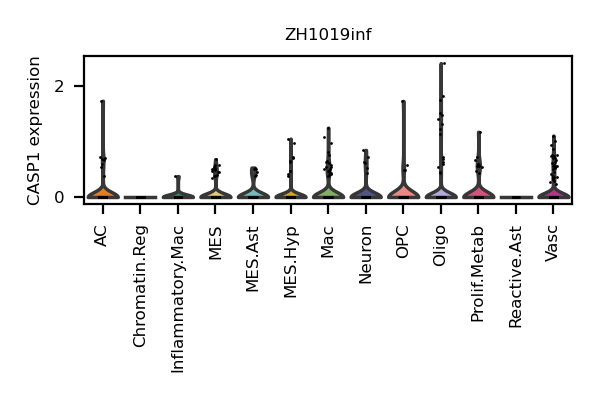 ZH1019inf
CASP1 expression
2
0
AC
Chromatin.Reg
Inflammatory.Mac
MES
MES.Ast
MES.Hyp
Mac
Neuron
OPC
Oligo
Prolif.Metab
Reactive.Ast
Vasc